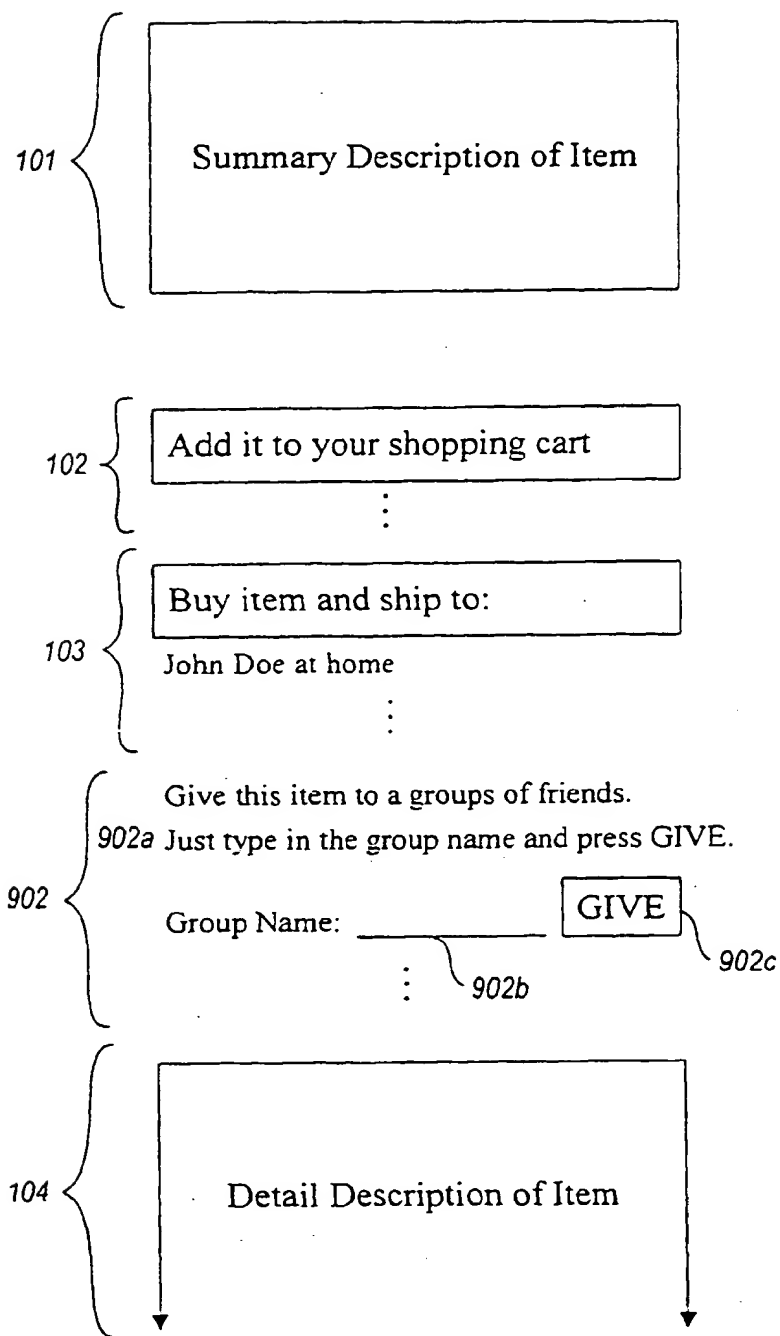 101
Summary Description of Item
102
Add it to your shopping cart
103
Buy item and ship to:
John Doe at home
902
Give this item to a groups of friends.
902a Just type in the group name and press GIVE.
Group Name:
GIVE
902b
902c
104
Detail Description of Item